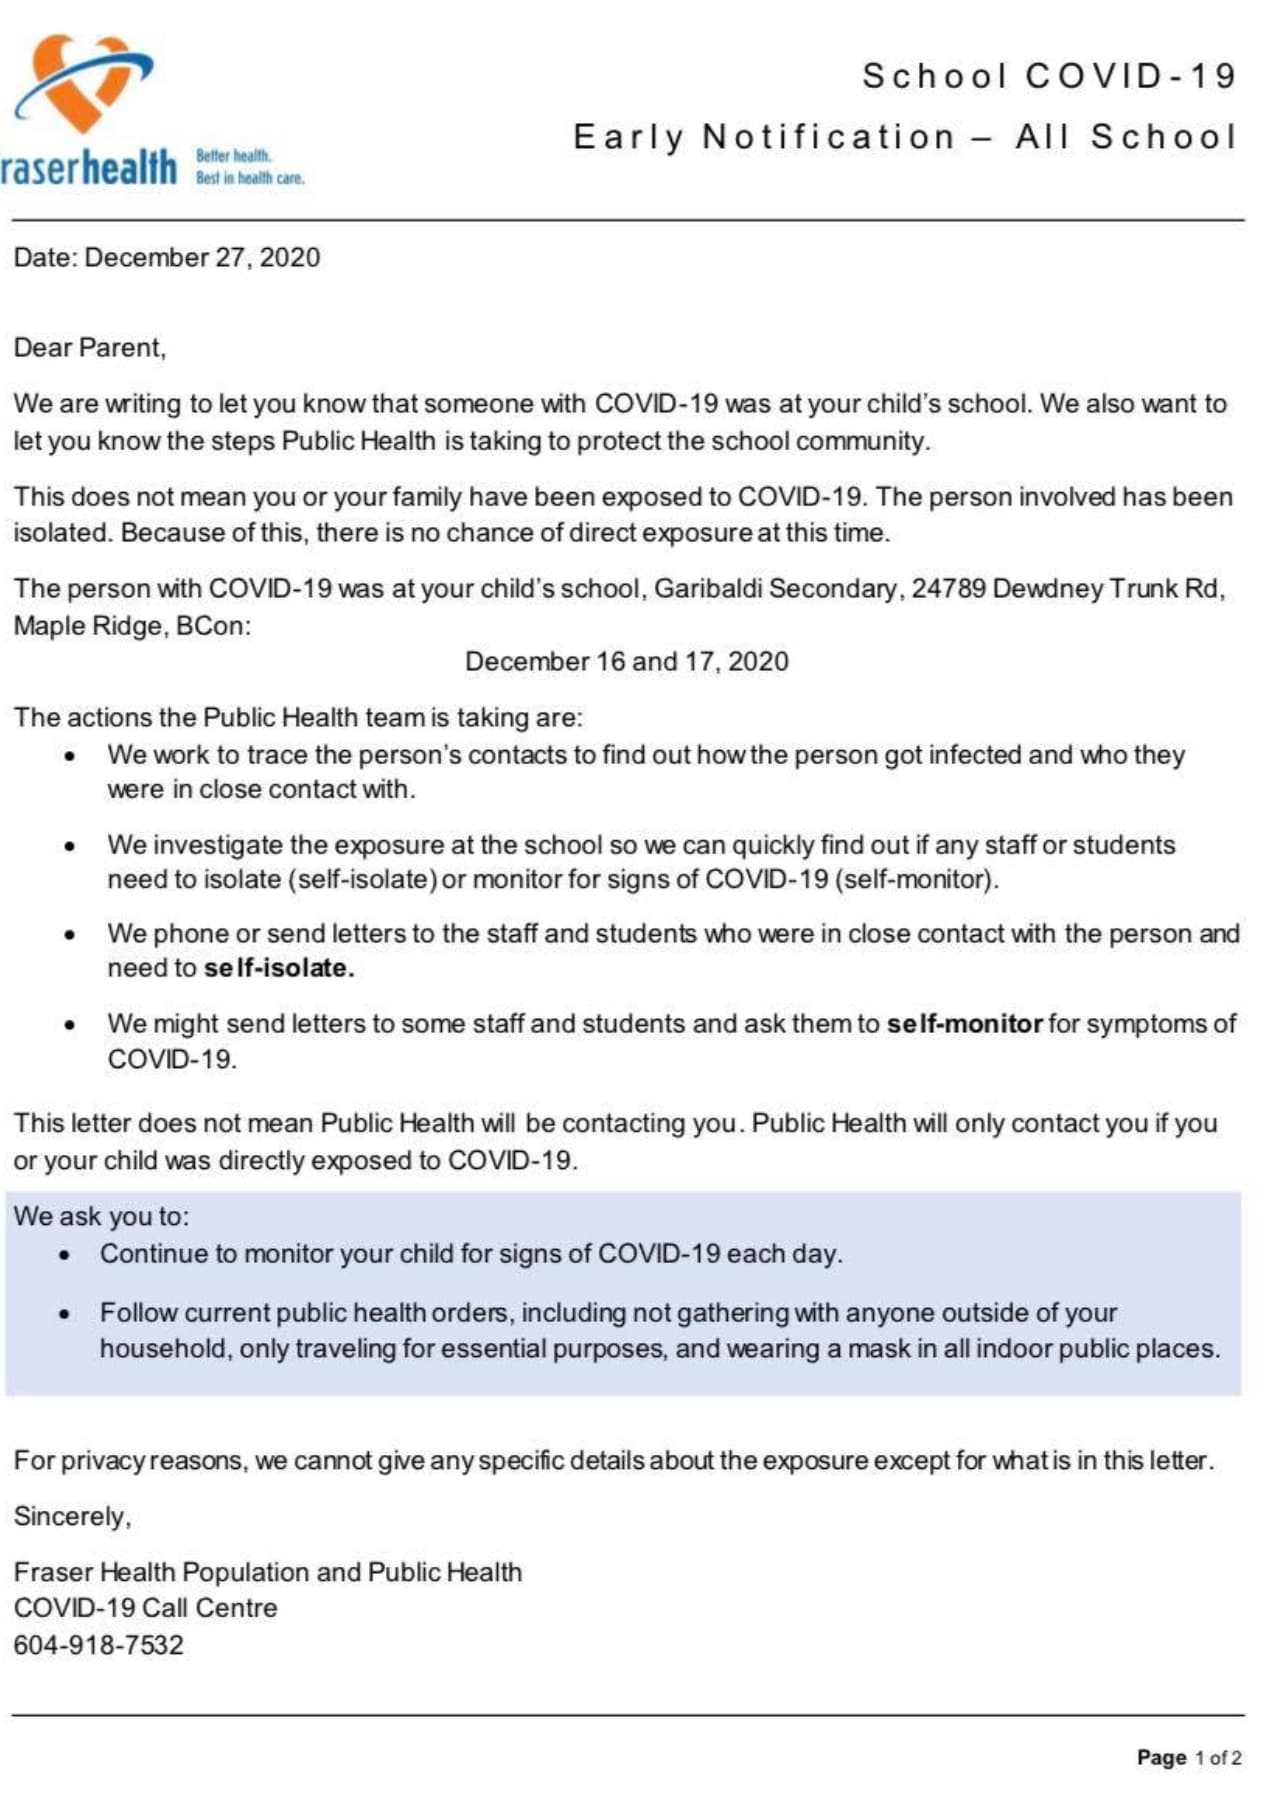 School COVID-19
Early Notification – All School
raserhealth
Better health.
Best in health care.
Date: December 27, 2020
Dear Parent,
We are writing to let you know that someone with COVID-19 was at your child's school. We also want to
let you know the steps Public Health is taking to protect the school community.
This does not mean you or your family have been exposed to COVID-19. The person involved has been
isolated. Because of this, there is no chance of direct exposure at this time.
The person with COVID-19 was at your child's school, Garibaldi Secondary, 24789 Dewdney Trunk Rd,
Maple Ridge, BCon:
December 16 and 17, 2020
The actions the Public Health team is taking are:
• We work to trace the person's contacts to find out how the person got infected and who they
were in close contact with.
• We investigate the exposure at the school so we can quickly find out if any staff or students
need to isolate (self-isolate) or monitor for signs of COVID-19 (self-monitor).
• We phone or send letters to the staff and students who were in close contact with the person and
need to self-isolate.
• We might send letters to some staff and students and ask them to self-monitor for symptoms of
COVID-19.
This letter does not mean Public Health will be contacting you. Public Health will only contact you if you
or your child was directly exposed to COVID-19.
We ask you to:
• Continue to monitor your child for signs of COVID-19 each day.
• Follow current public health orders, including not gathering with anyone outside of your
household, only traveling for essential purposes, and wearing a mask in all indoor public places.
For privacy reasons, we cannot give any specific details about the exposure except for what is in this letter.
Sincerely,
Fraser Health Population and Public Health
COVID-19 Call Centre
604-918-7532
Page 1 of 2